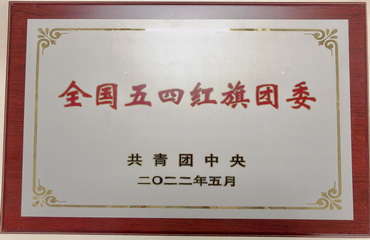 全国五四红旗团委
共青团中央
二〇二二年五月